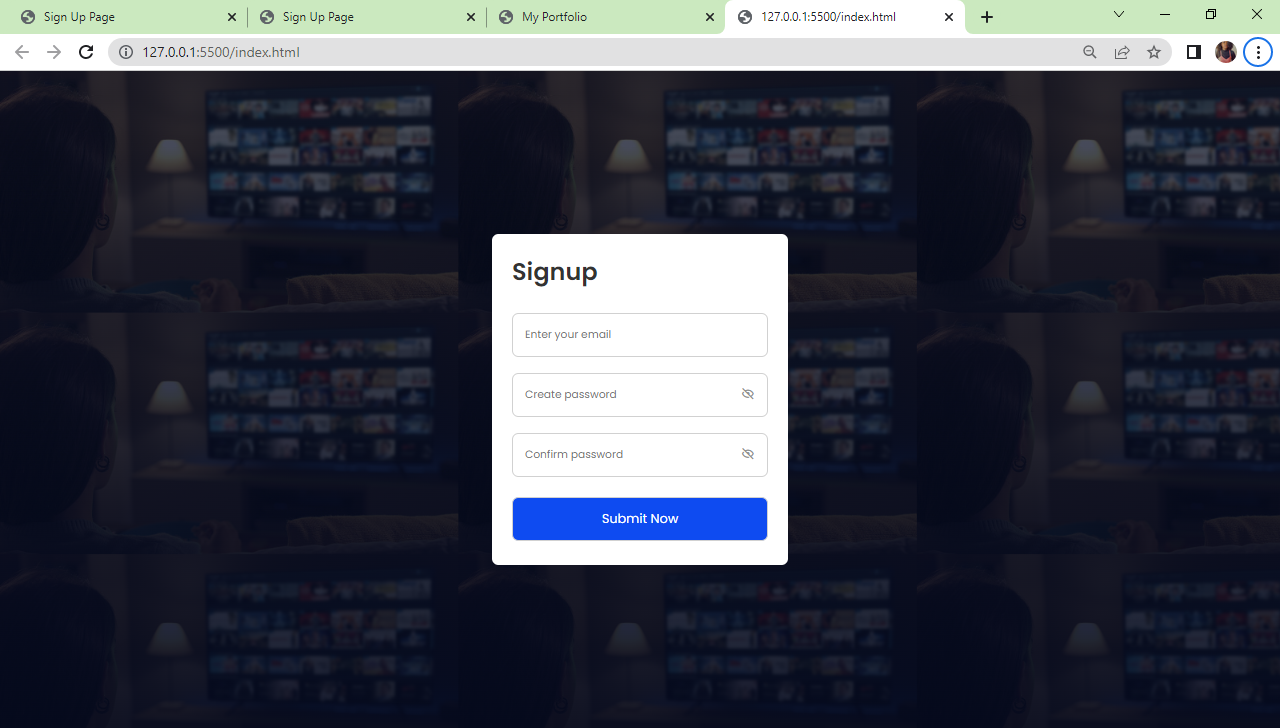 Sign Up Page
Sign Up Page
My Portfolio
127.0.0.1:5500/index.html
127.0.0.1:5500/index.html
Signup
Enter your email
Create password
Confirm password
Submit Now